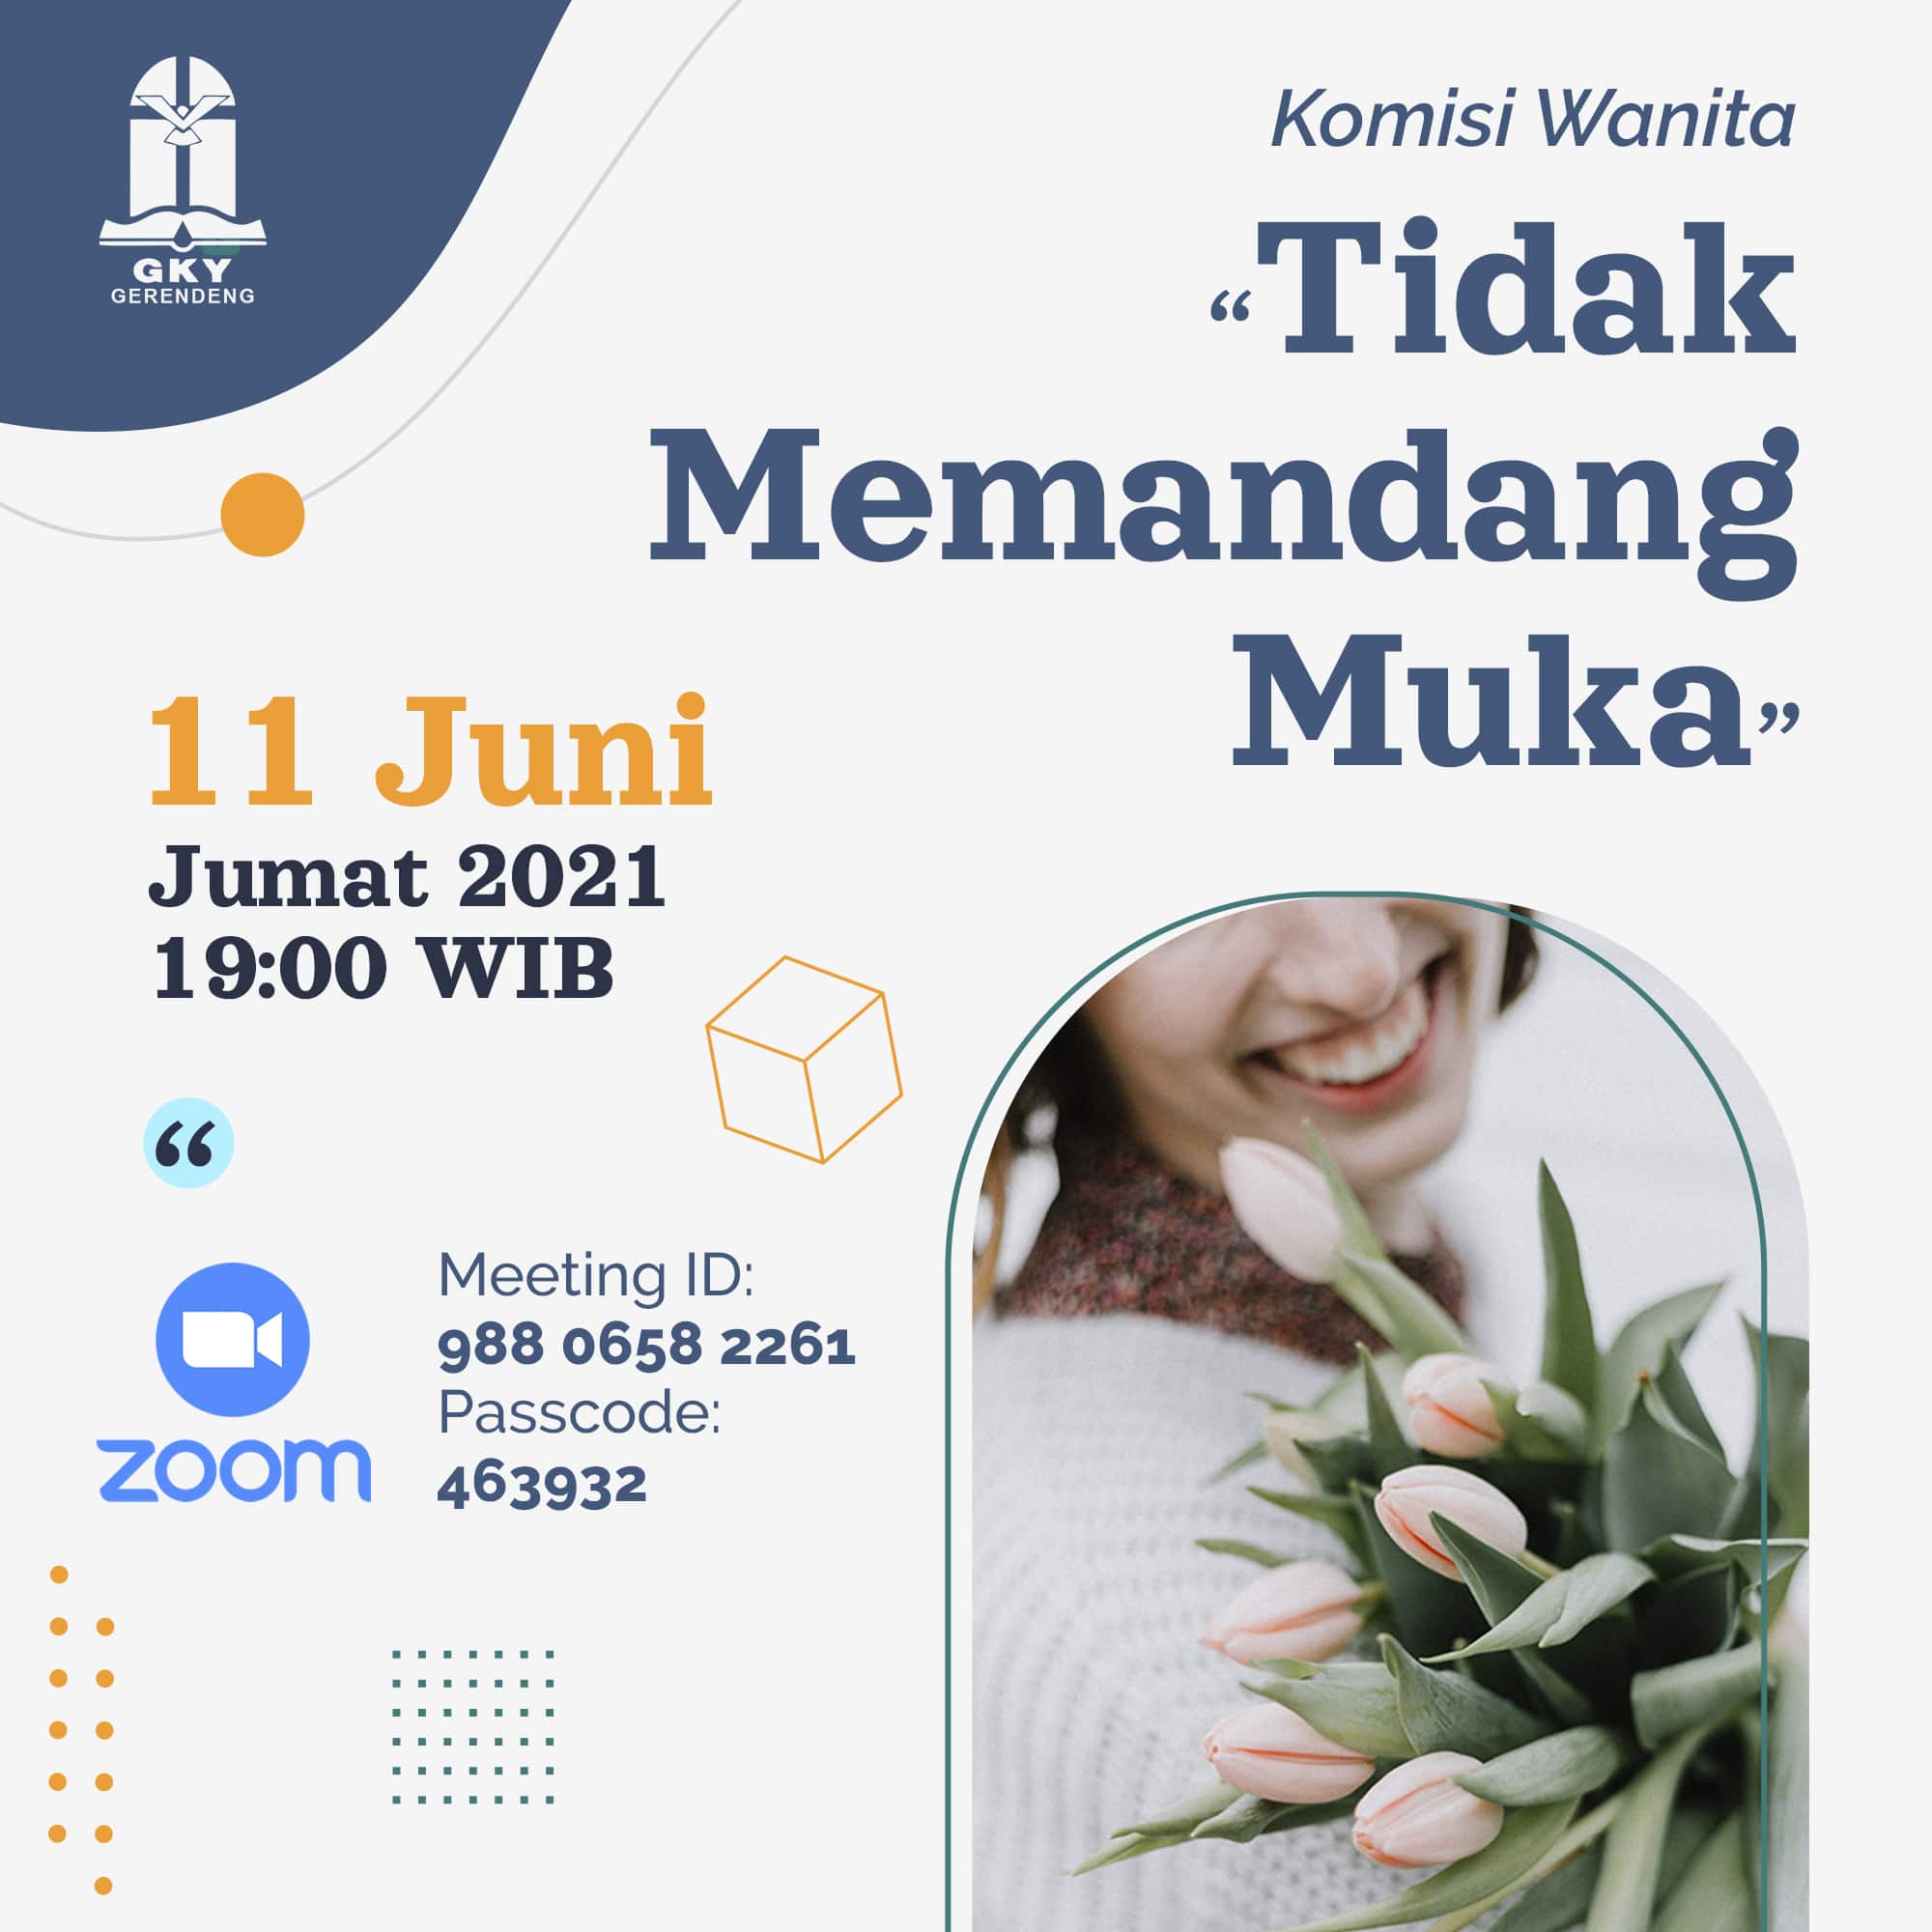 GKY
GERENDENG
Komisi Wanita
“Tidak
Memandang
Muka”
11 Juni
Jumat 2021
19:00 WIB
“
zoom
Meeting ID:
988 0658 2261
Passcode:
463932